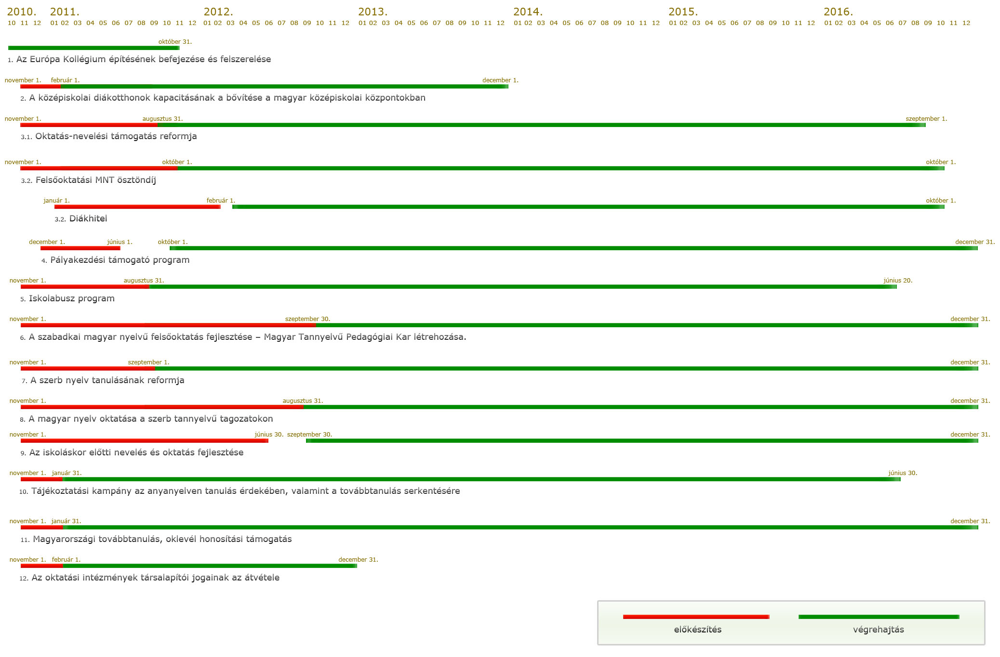 2010. 2011. 2012. 2013. 2014. 2015. 2016.
10 11 12 01 02 03 04 05 06 07 08 09 10 11 12 01 02 03 04 05 06 07 08 09 10 11 12 01 02 03 04 05 06 07 08 09 10 11 12 01 02 03 04 05 06 07 08 09 10 11 12 01 02 03 04 05 06 07 08 09 10 11 12 01 02 03 04 05 06 07 08 09 10 11 12
október 31.
1. Az Európa Kollégium építésének befejezése és felszerelése
november 1. február 1. december 1.
2. A középiskolai diákotthonok kapacitásának a bővítése a magyar középiskolai központokban
november 1. augusztus 31. szeptember 1.
3.1. Oktatás-nevelési támogatás reformja
november 1. október 1. október 1.
3.2. Felsőoktatási MNT ösztöndíj
január 1. február 1. október 1.
3.2. Diákhitel
december 1. június 1. október 1. december 31.
4. Pályakezdési támogató program
november 1. augusztus 31. június 20.
5. Iskolabusz program
november 1. szeptember 30. december 31.
6. A szabadkai magyar nyelvű felsőoktatás fejlesztése – Magyar Tannyelvű Pedagógiai Kar létrehozása.
november 1. szeptember 1. december 31.
7. A szerb nyelv tanulásának reformja
november 1. augusztus 31. december 31.
8. A magyar nyelv oktatása a szerb tannyelvű tagozatokon
november 1. június 30. szeptember 30. december 31.
9. Az iskoláskor előtti nevelés és oktatás fejlesztése
november 1. január 31. június 30.
10. Tájékoztatási kampány az anyanyelven tanulás érdekében, valamint a továbbtanulás serkentésére
november 1. január 31. december 31.
11. Magyarországi továbbtanulás, oklevél honosítási támogatás
november 1. február 1. december 31.
12. Az oktatási intézmények társalapítói jogainak az átvétele
előkészítés végrehajtás